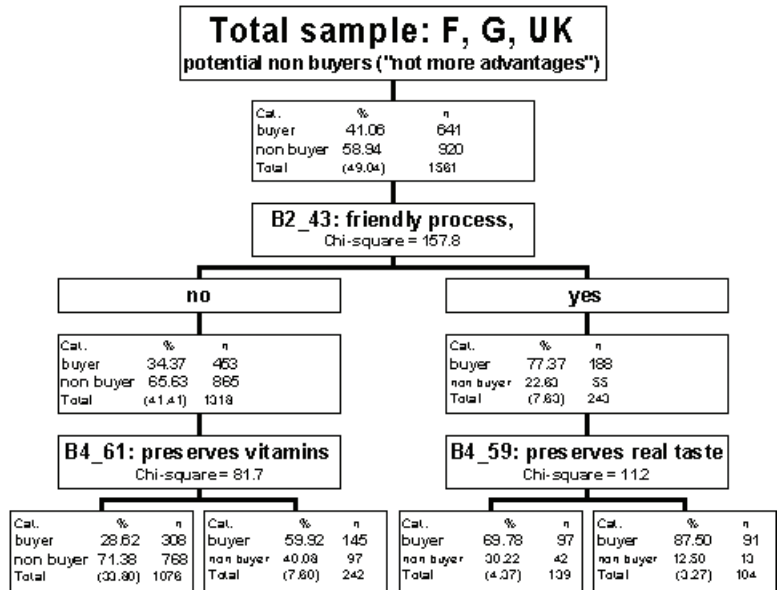 Total sample: F, G, UK
potential non buyers ("not more advantages")
Cat. % n
buyer 41.06 641
non buyer 58.94 920
Total (49.04) 1561
B2_43: friendly process,
Chi-square = 157.8
no
yes
Cat. % n
buyer 34.37 453
non buyer 65.63 865
Total (41.41) 1318
Cat. % n
buyer 77.37 188
non buyer 22.63 55
Total (7.63) 243
B4_61: preserves vitamins
Chi-square = 81.7
B4_59: preserves real taste
Chi-square = 11.2
Cat. % n
buyer 28.62 308
non buyer 71.38 768
Total (33.80) 1076
Cat. % n
buyer 59.92 145
non buyer 40.08 97
Total (7.60) 242
Cat. % n
buyer 69.78 97
non buyer 30.22 42
Total (4.37) 139
Cat. % n
buyer 87.50 91
non buyer 12.50 13
Total (3.27) 104